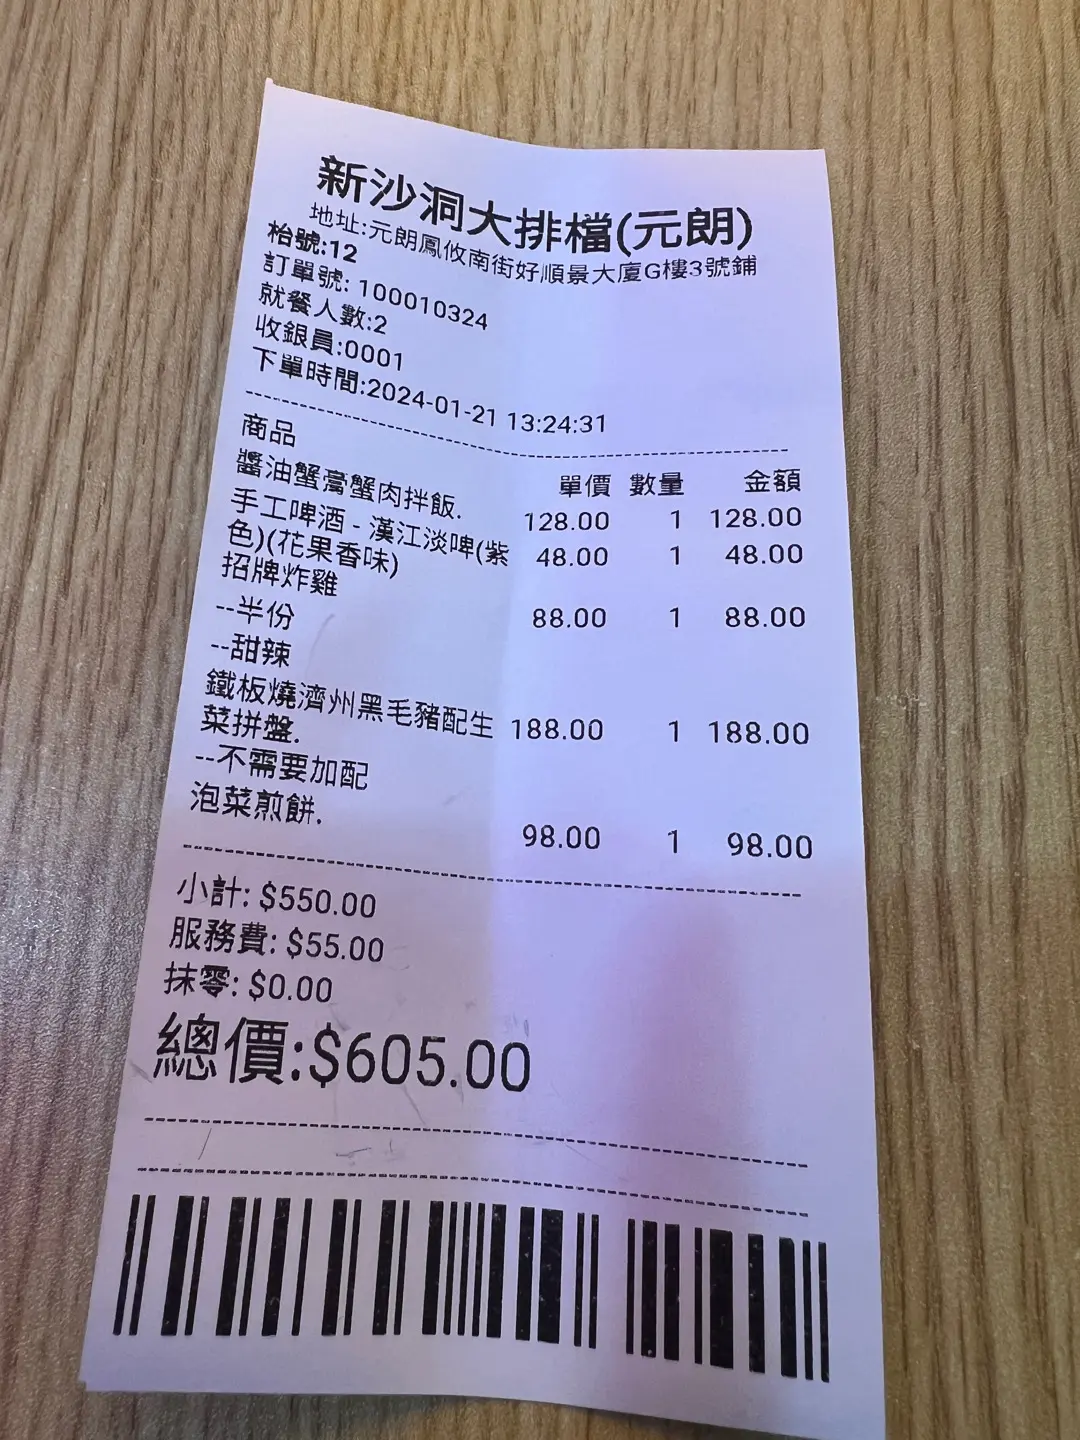 新沙洞大排檔(元朗)
地址:元朗鳳攸南街好順景大廈G樓3號鋪
枱號:12
訂單號: 100010324
就餐人數:2
收銀員:0001
下單時間:2024-01-21 13:24:31
商品 單價 數量 金額
醬油蟹膏蟹肉拌飯. 128.00 1 128.00
手工啤酒 - 漢江淡啤(紫 48.00 1 48.00
色)(花果香味)
招牌炸雞 88.00 1 88.00
--半份
--甜辣
鐵板燒濟州黑毛豬配生 188.00 1 188.00
菜拼盤.
--不需要加配
泡菜煎餅. 98.00 1 98.00
小計: $550.00
服務費: $55.00
抹零: $0.00
總價:$605.00